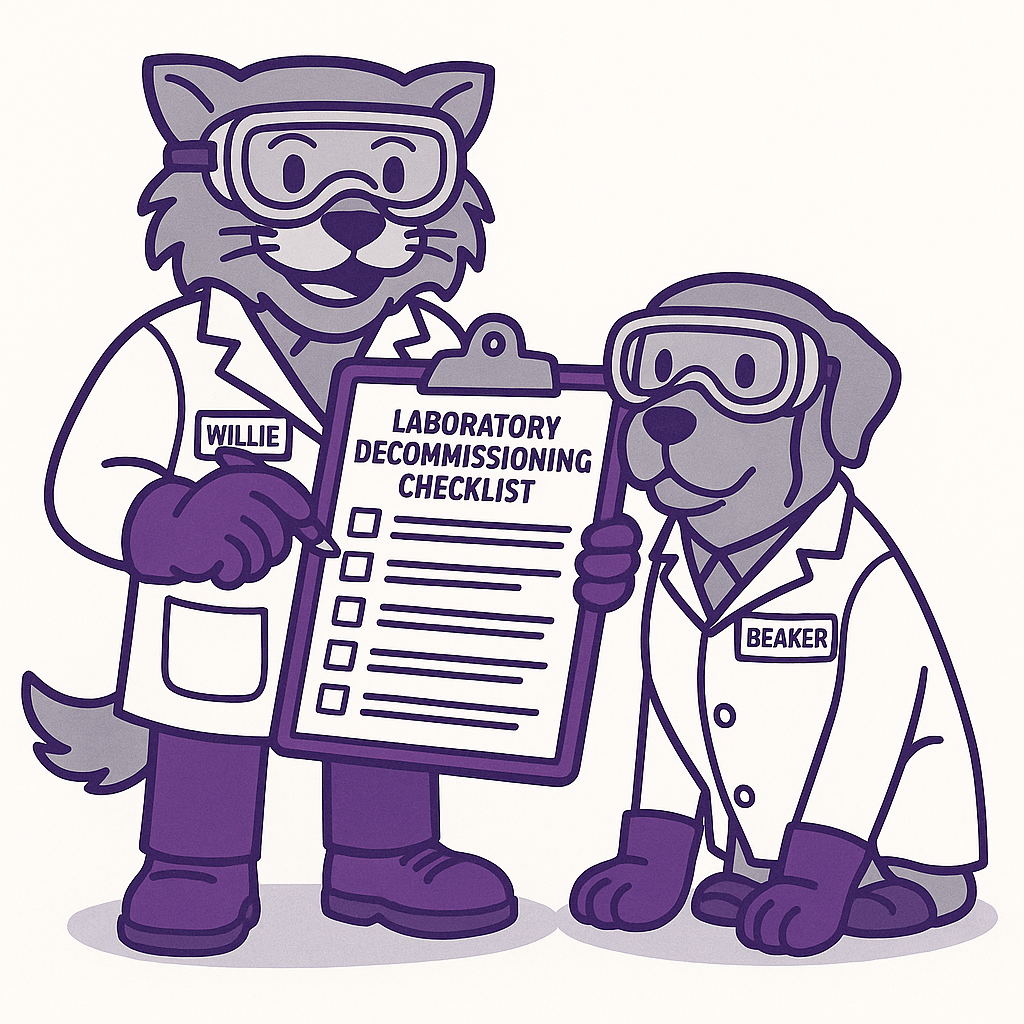 WILLIE
LABORATORY
DECOMMISSIONING
CHECKLIST
BEAKER